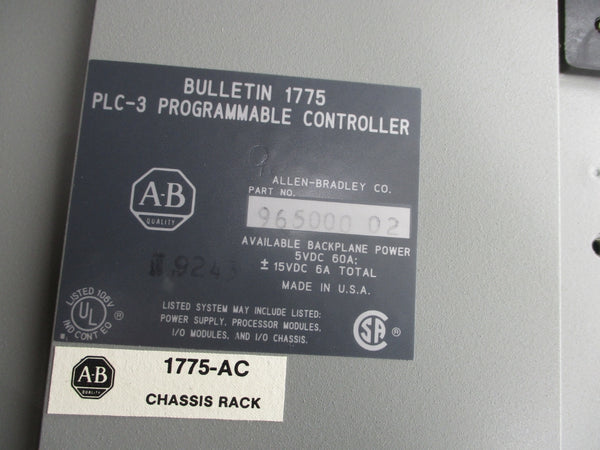 BULLETIN 1775
PLC-3 PROGRAMMABLE CONTROLLER
A-B
QUALITY
ALLEN-BRADLEY CO.
PART NO.
965000 02
AVAILABLE BACKPLANE POWER
5VDC 60A;
± 15VDC 6A TOTAL
MADE IN U.S.A.
LISTED 106V
UL ®
IND CONT EQ
LISTED SYSTEM MAY INCLUDE LISTED:
POWER SUPPLY, PROCESSOR MODULES,
I/O MODULES, AND I/O CHASSIS.
SA ®
A-B
QUALITY
1775-AC
CHASSIS RACK